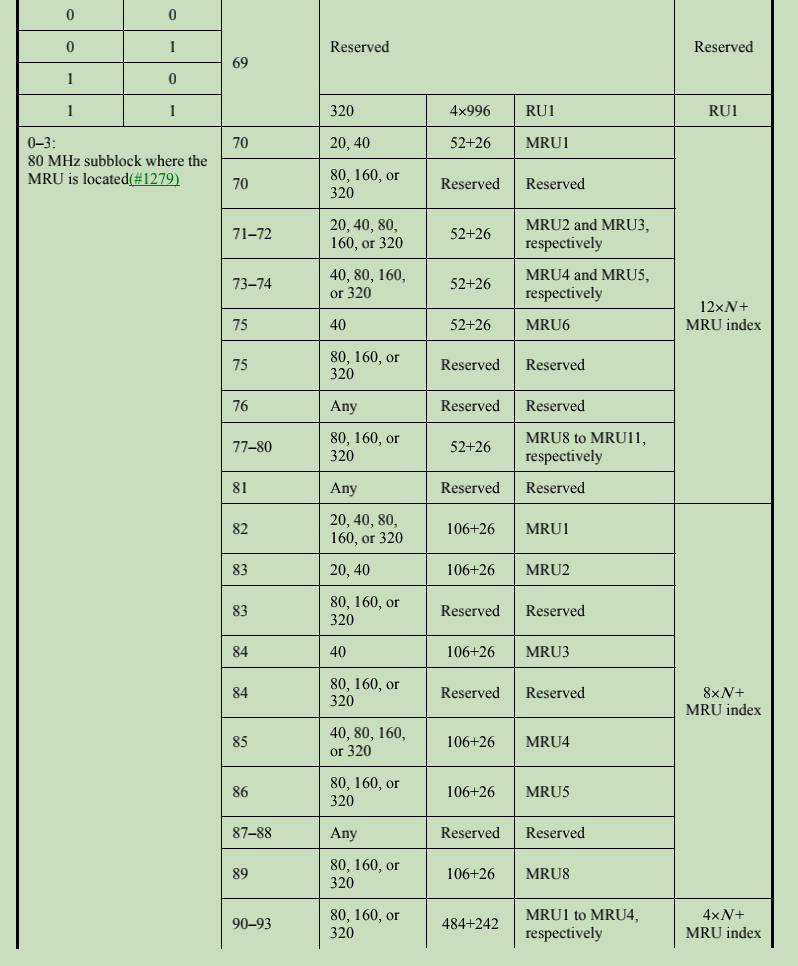 0 0
69 Reserved Reserved
0 1
1 0
1 1 320 4×996 RU1 RU1
0–3:
80 MHz subblock where the
MRU is located(#1279)
70 20, 40 52+26 MRU1
70 80, 160, or
320 Reserved Reserved
71–72 20, 40, 80,
160, or 320 52+26 MRU2 and MRU3,
respectively
73–74 40, 80, 160,
or 320 52+26 MRU4 and MRU5,
respectively
12×N+
MRU index
75 40 52+26 MRU6
75 80, 160, or
320 Reserved Reserved
76 Any Reserved Reserved
77–80 80, 160, or
320 52+26 MRU8 to MRU11,
respectively
81 Any Reserved Reserved
82 20, 40, 80,
160, or 320 106+26 MRU1
83 20, 40 106+26 MRU2
83 80, 160, or
320 Reserved Reserved
84 40 106+26 MRU3
84 80, 160, or
320 Reserved Reserved
8×N+
MRU index
85 40, 80, 160,
or 320 106+26 MRU4
86 80, 160, or
320 106+26 MRU5
87–88 Any Reserved Reserved
89 80, 160, or
320 106+26 MRU8
90–93 80, 160, or
320 484+242 MRU1 to MRU4,
respectively
4×N+
MRU index